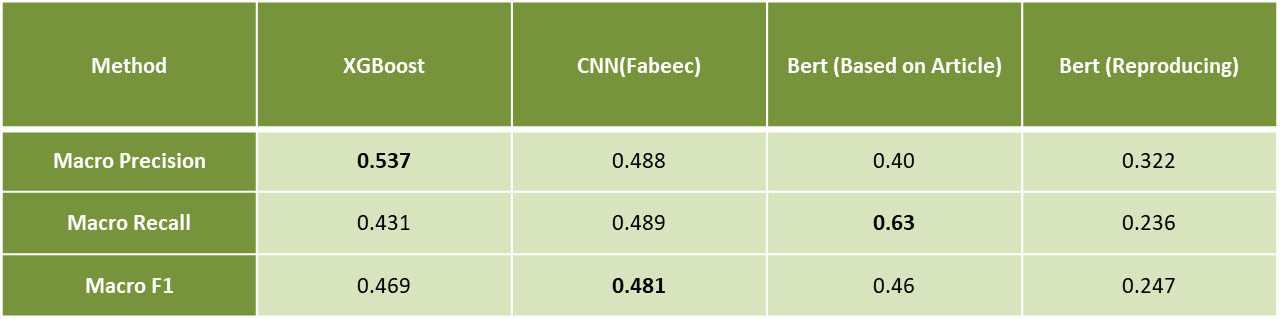 Method XGBoost CNN(Fabeec) Bert (Based on Article) Bert (Reproducing)
Macro Precision 0.537 0.488 0.40 0.322
Macro Recall 0.431 0.489 0.63 0.236
Macro F1 0.469 0.481 0.46 0.247